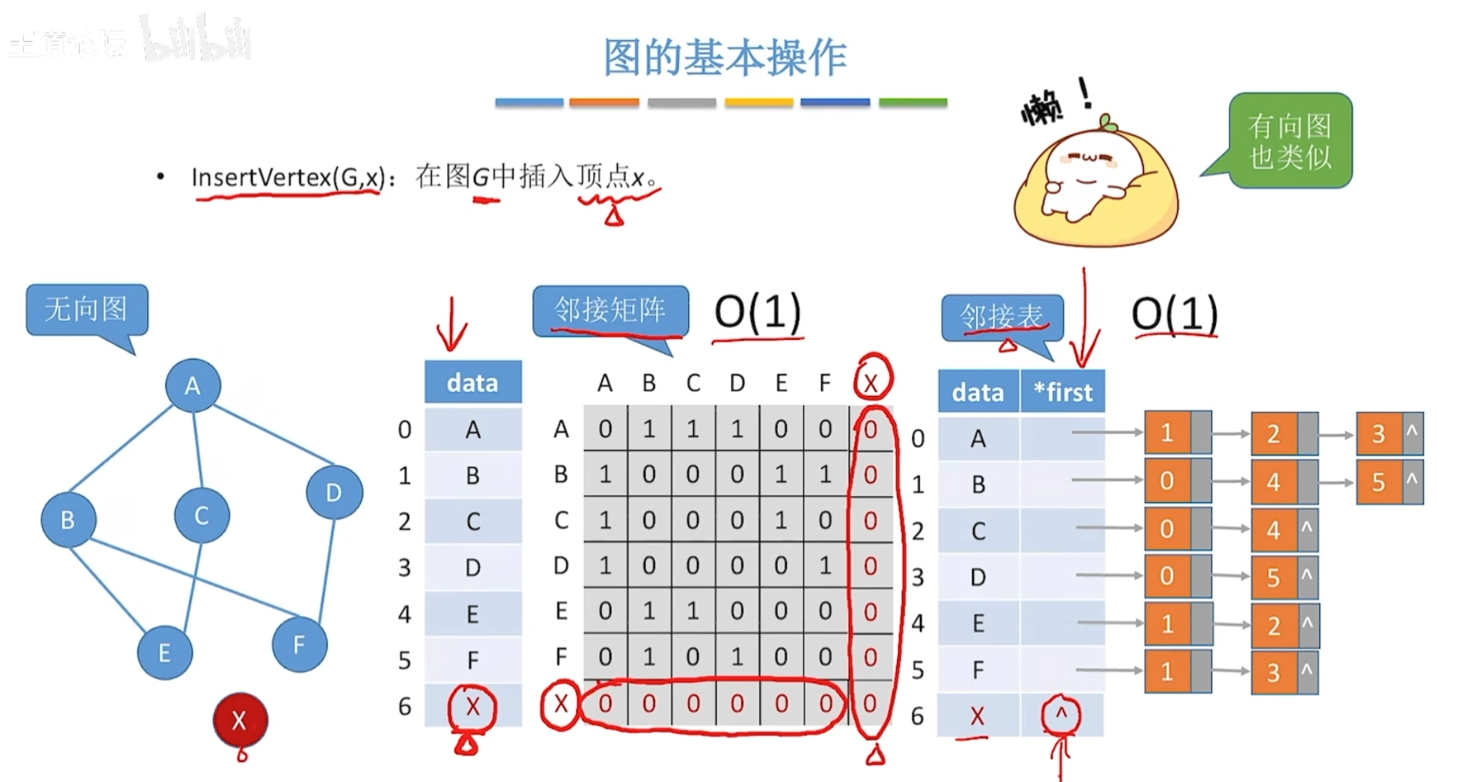 王道论坛 bilibili
图的基本操作
懒！
有向图
也类似
• InsertVertex(G,x)：在图G中插入顶点x。
无向图
邻接矩阵 O(1)
邻接表 O(1)
A
B
C
D
E
F
X
data
0 A
1 B
2 C
3 D
4 E
5 F
6 X
A B C D E F X
A 0 1 1 1 0 0 0
B 1 0 0 0 1 1 0
C 1 0 0 0 1 0 0
D 1 0 0 0 0 1 0
E 0 1 1 0 0 0 0
F 0 1 0 1 0 0 0
X 0 0 0 0 0 0 0
data *first
0 A 1 2 3 ^
1 B 0 4 5 ^
2 C 0 4 ^
3 D 0 5 ^
4 E 1 2 ^
5 F 1 3 ^
6 X ^